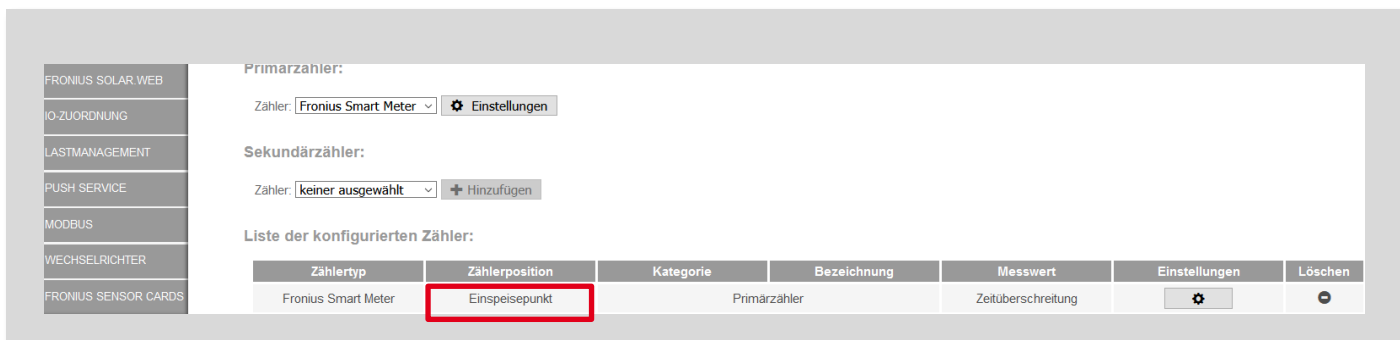 FRONIUS SOLAR.WEB
IO-ZUORDNUNG
LASTMANAGEMENT
PUSH SERVICE
MODBUS
WECHSELRICHTER
FRONIUS SENSOR CARDS
Primärzähler:
Zähler: Fronius Smart Meter Einstellungen
Sekundärzähler:
Zähler: keiner ausgewählt Hinzufügen
Liste der konfigurierten Zähler:
Zählertyp Zählerposition Kategorie Bezeichnung Messwert Einstellungen Löschen
Fronius Smart Meter Einspeisepunkt Primärzähler Zeitüberschreitung